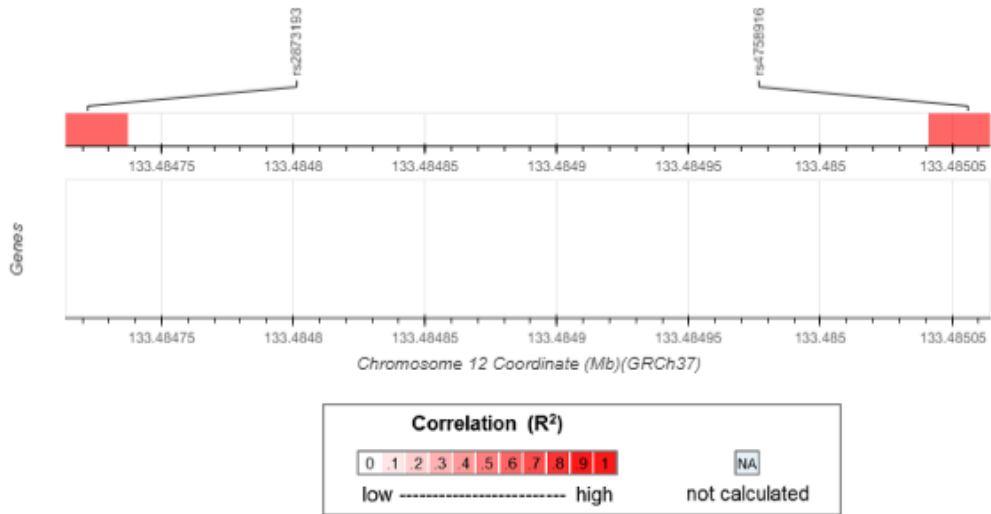 rs2873193
rs4758916
133.48475 133.4848 133.48485 133.4849 133.48495 133.485 133.48505
Genes
133.48475 133.4848 133.48485 133.4849 133.48495 133.485 133.48505
Chromosome 12 Coordinate (Mb)(GRCh37)
Correlation (R²)
0 .1 .2 .3 .4 .5 .6 .7 .8 .9 1 NA
low ------------------------- high not calculated